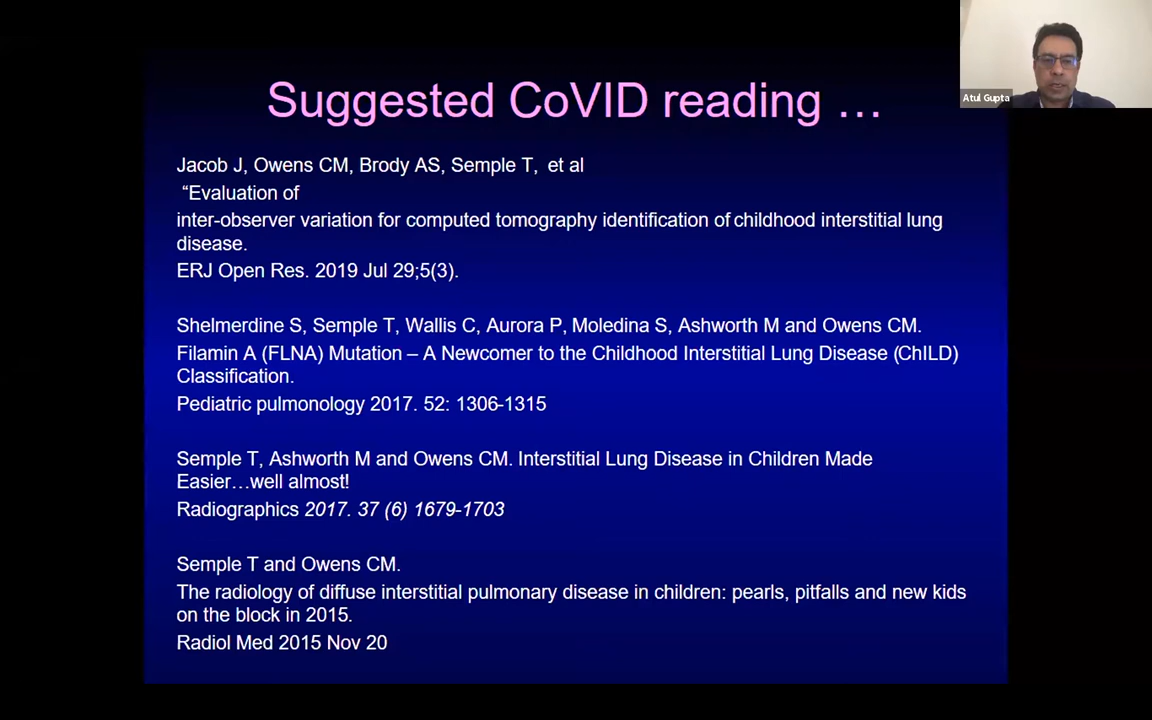 Suggested CoVID reading …
Atul Gupta
Jacob J, Owens CM, Brody AS, Semple T, et al
“Evaluation of
inter-observer variation for computed tomography identification of childhood interstitial lung
disease.
ERJ Open Res. 2019 Jul 29;5(3).
Shelmerdine S, Semple T, Wallis C, Aurora P, Moledina S, Ashworth M and Owens CM.
Filamin A (FLNA) Mutation – A Newcomer to the Childhood Interstitial Lung Disease (ChILD)
Classification.
Pediatric pulmonology 2017. 52: 1306-1315
Semple T, Ashworth M and Owens CM. Interstitial Lung Disease in Children Made
Easier…well almost!
Radiographics 2017. 37 (6) 1679-1703
Semple T and Owens CM.
The radiology of diffuse interstitial pulmonary disease in children: pearls, pitfalls and new kids
on the block in 2015.
Radiol Med 2015 Nov 20